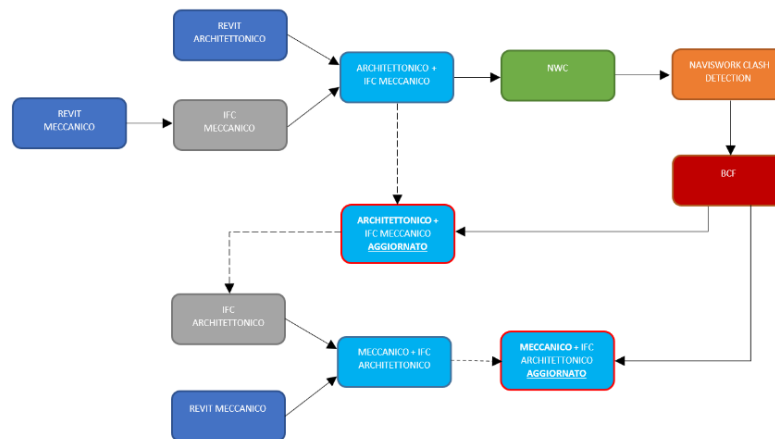 REVIT
ARCHITETTONICO
ARCHITETTONICO +
IFC MECCANICO
NWC
NAVISWORK CLASH
DETECTION
REVIT
MECCANICO
IFC
MECCANICO
BCF
ARCHITETTONICO +
IFC MECCANICO
AGGIORNATO
IFC
ARCHITETTONICO
MECCANICO + IFC
ARCHITETTONICO
MECCANICO + IFC
ARCHITETTONICO
AGGIORNATO
REVIT MECCANICO